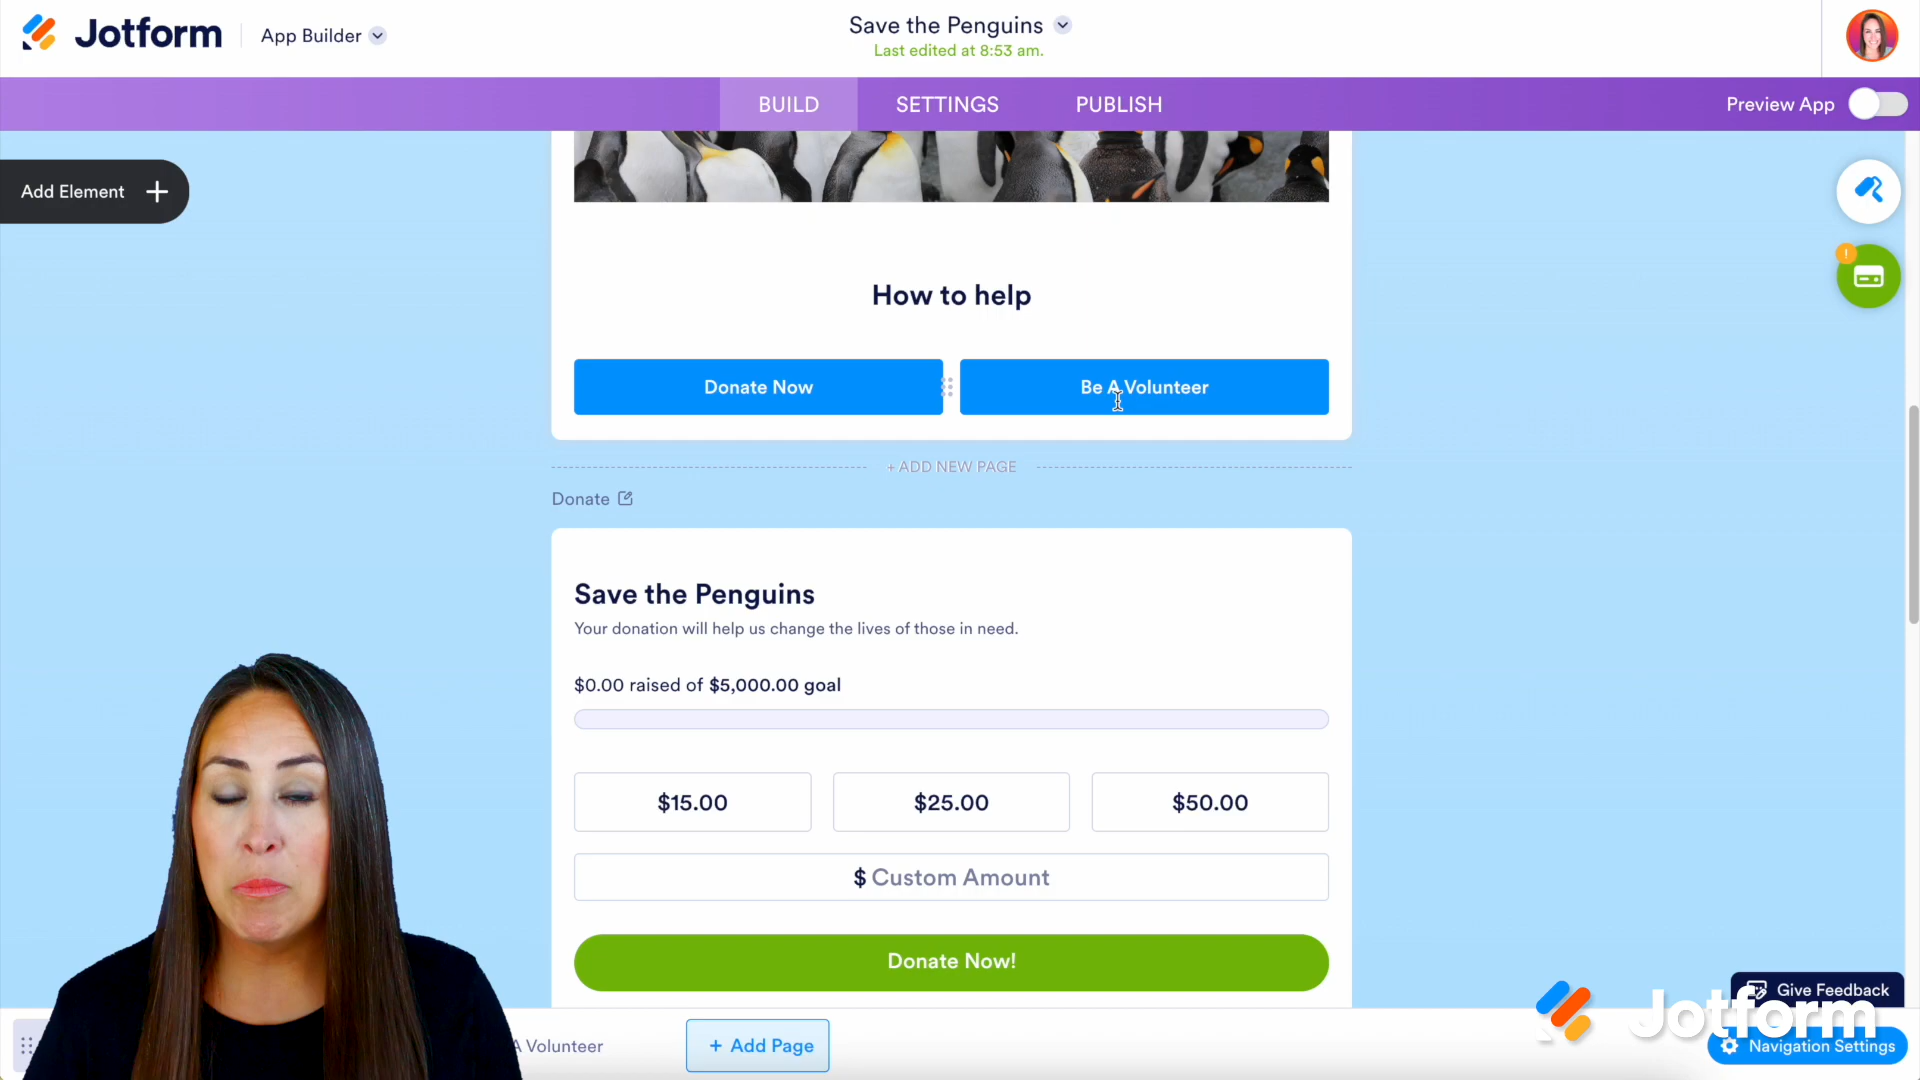 Jotform
App Builder
Save the Penguins
Last edited at 8:53 am.
BUILD
SETTINGS
PUBLISH
Preview App
Add Element
How to help
Donate Now
Be A Volunteer
+ ADD NEW PAGE
Donate
Save the Penguins
Your donation will help us change the lives of those in need.
$0.00 raised of $5,000.00 goal
$15.00
$25.00
$50.00
$ Custom Amount
Donate Now!
Give Feedback
Jotform
A Volunteer
+ Add Page
Navigation Settings